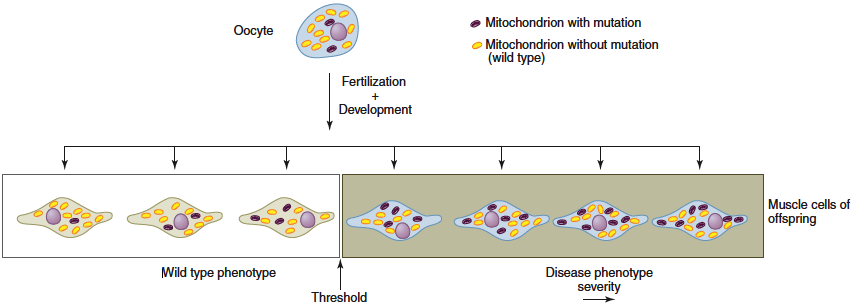 Oocyte
Mitochondrion with mutation
Mitochondrion without mutation
(wild type)
Fertilization
+
Development
Muscle cells of
offspring
Wild type phenotype
Disease phenotype
severity
Threshold